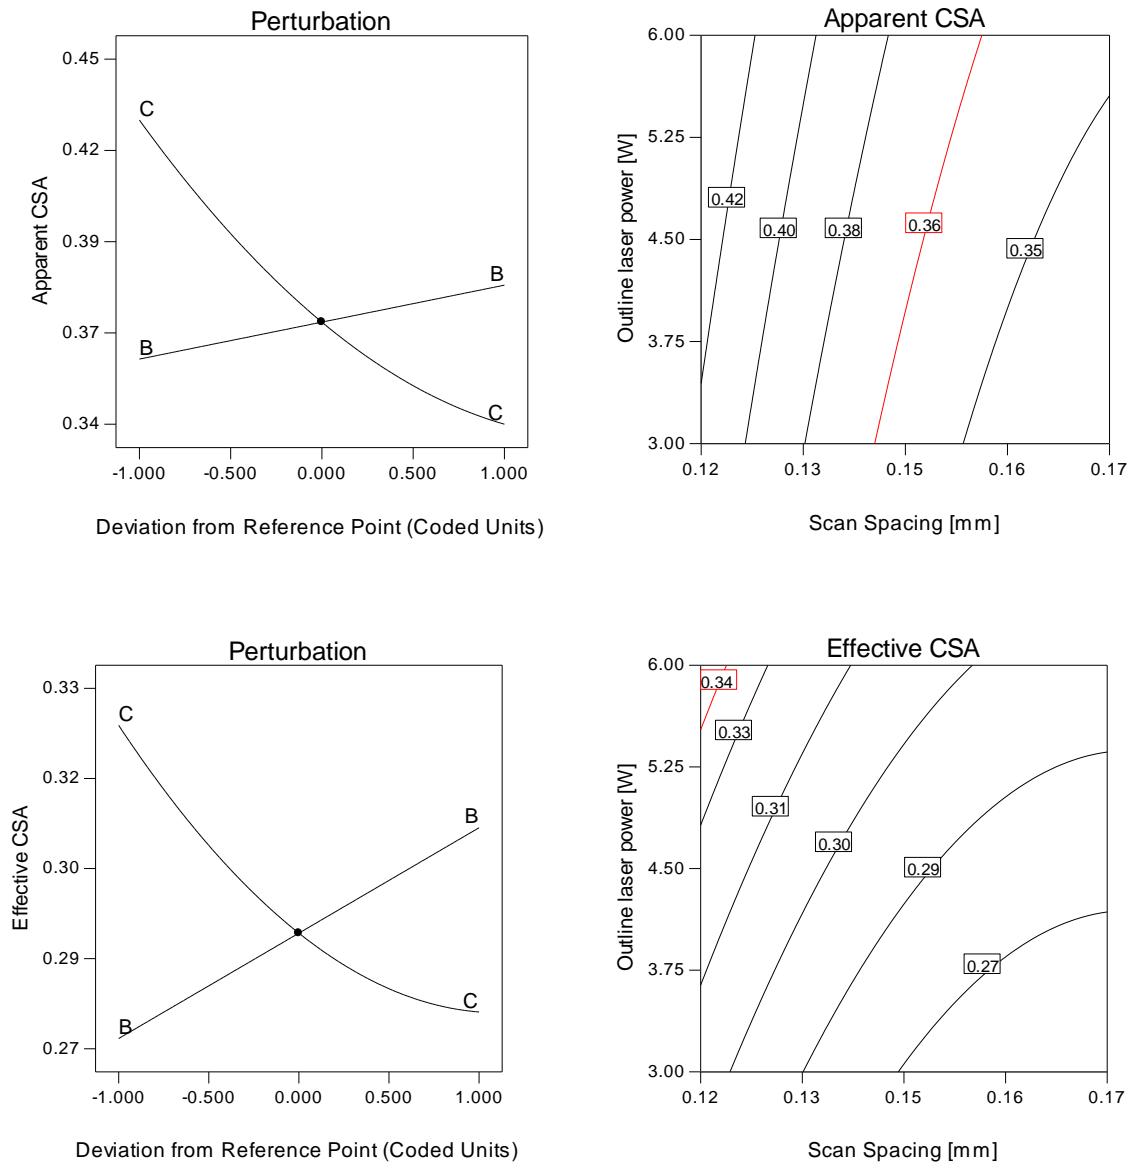 Perturbation
0.45
0.42
0.39
0.37
0.34
Apparent CSA
C
B
B
C
-1.000
-0.500
0.000
0.500
1.000
Deviation from Reference Point (Coded Units)
Apparent CSA
6.00
5.25
4.50
3.75
3.00
Outline laser power [W]
0.42
0.40
0.38
0.36
0.35
0.12
0.13
0.15
0.16
0.17
Scan Spacing [mm]
Perturbation
0.33
0.32
0.30
0.29
0.27
Effective CSA
C
B
B
C
-1.000
-0.500
0.000
0.500
1.000
Deviation from Reference Point (Coded Units)
Effective CSA
6.00
5.25
4.50
3.75
3.00
Outline laser power [W]
0.34
0.33
0.31
0.30
0.29
0.27
0.12
0.13
0.15
0.16
0.17
Scan Spacing [mm]